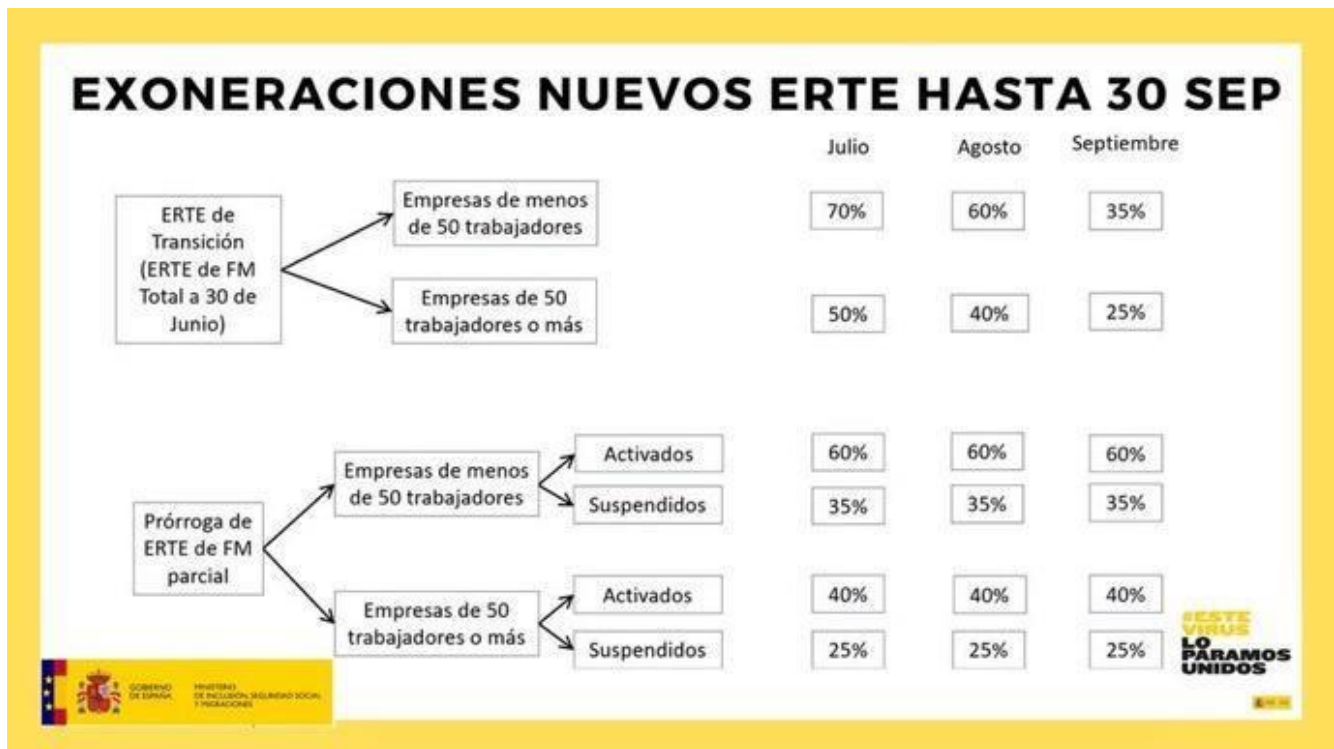 EXONERACIONES NUEVOS ERTE HASTA 30 SEP
Julio
Agosto
Septiembre
ERTE de
Transición
(ERTE de FM
Total a 30 de
Junio)
Empresas de menos
de 50 trabajadores
70%
60%
35%
Empresas de 50
trabajadores o más
50%
40%
25%
Prórroga de
ERTE de FM
parcial
Empresas de menos
de 50 trabajadores
Activados
60%
60%
60%
Suspendidos
35%
35%
35%
Empresas de 50
trabajadores o más
Activados
40%
40%
40%
Suspendidos
25%
25%
25%
#ESTE
VIRUS
LO
PARAMOS
UNIDOS
GOBIERNO
DE ESPAÑA
MINISTERIO
DE INCLUSIÓN, SEGURIDAD SOCIAL
Y MIGRACIONES